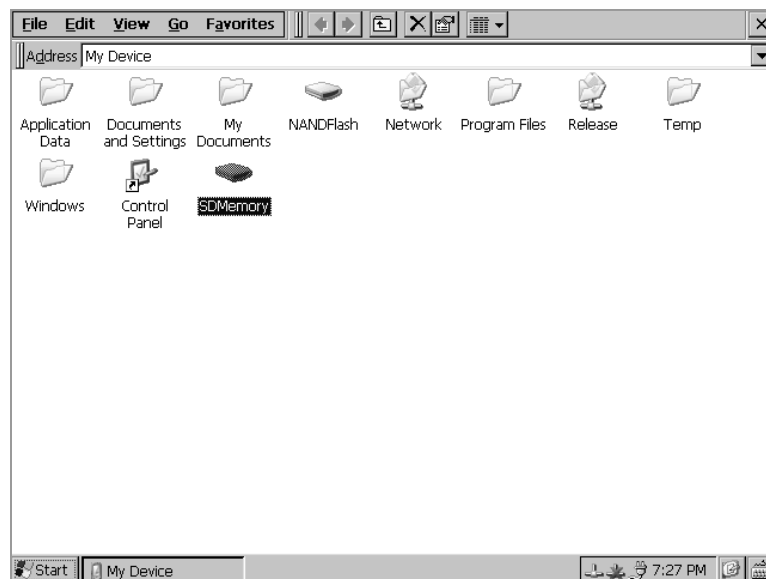 File Edit View Go Favorites
Address My Device
Application Data
Documents and Settings
My Documents
NANDFlash
Network
Program Files
Release
Temp
Windows
Control Panel
SDMemory
Start My Device 7:27 PM